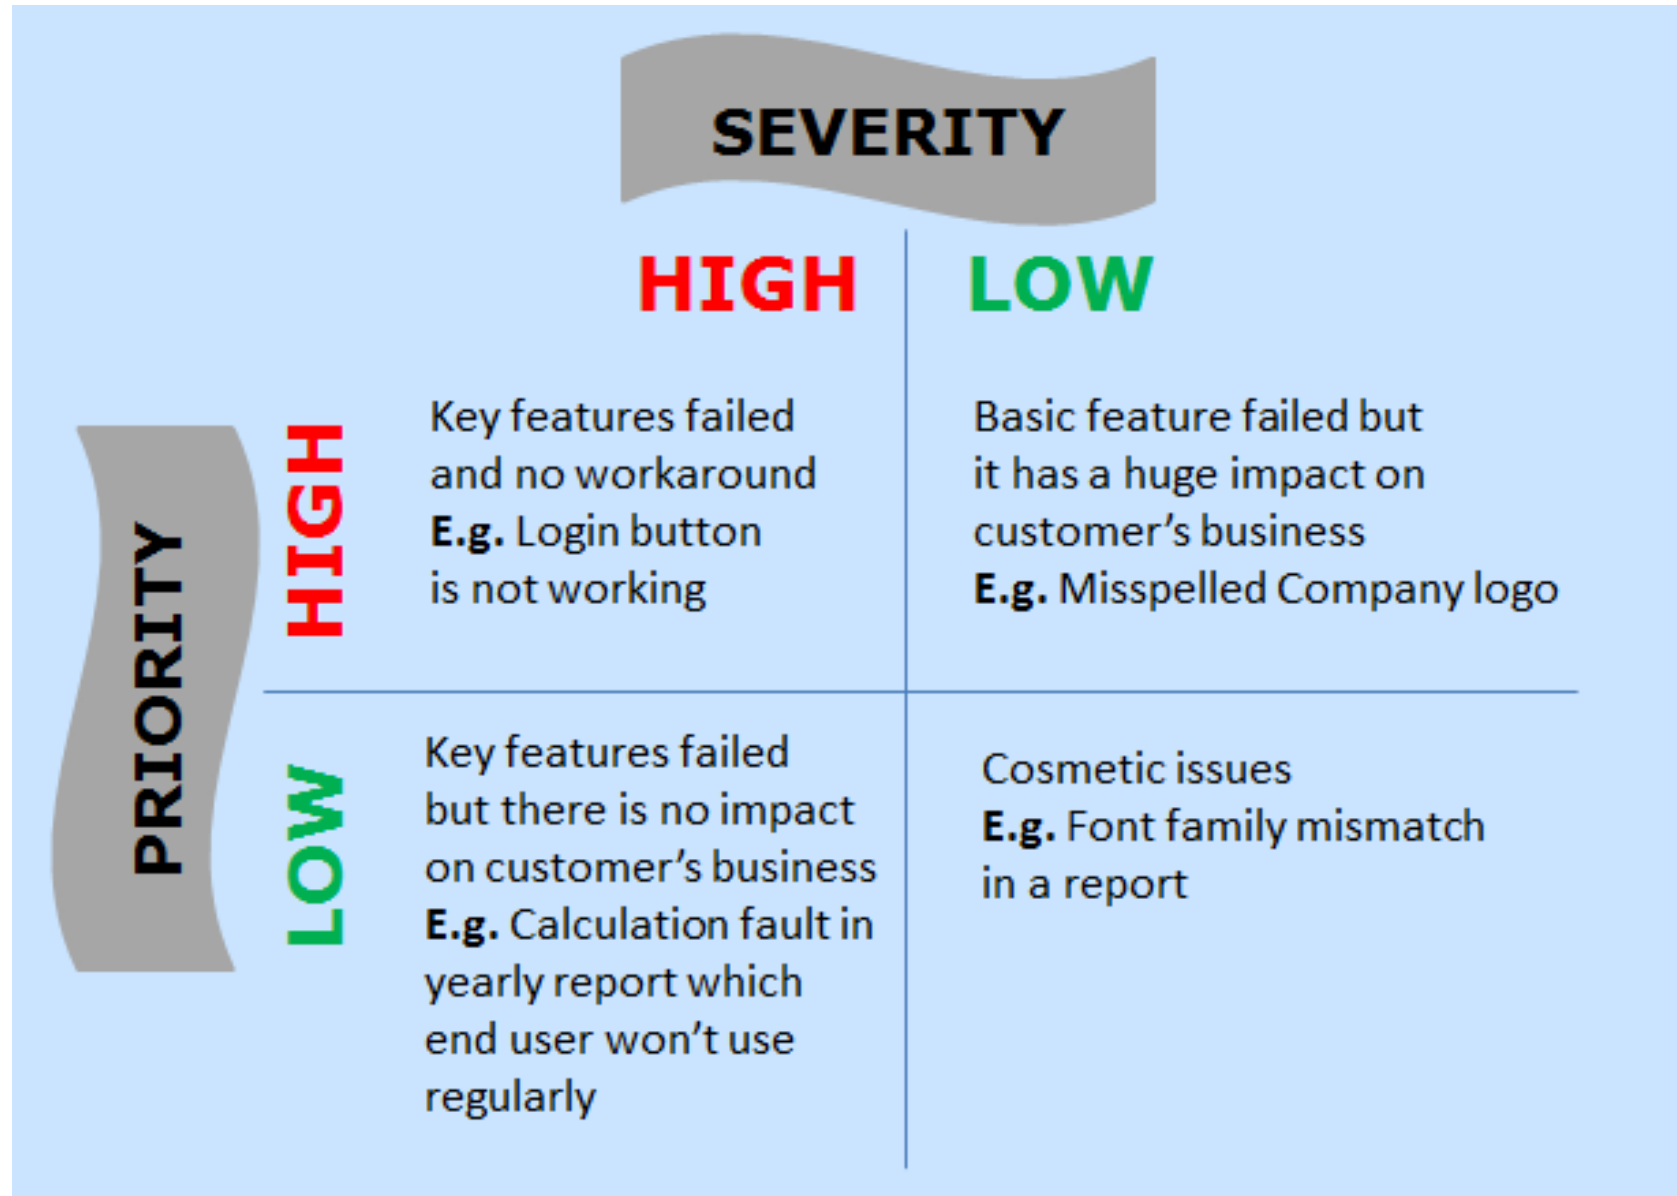 SEVERITY
HIGH
LOW
PRIORITY
HIGH
Key features failed
and no workaround
E.g. Login button
is not working
Basic feature failed but
it has a huge impact on
customer’s business
E.g. Misspelled Company logo
LOW
Key features failed
but there is no impact
on customer’s business
E.g. Calculation fault in
yearly report which
end user won’t use
regularly
Cosmetic issues
E.g. Font family mismatch
in a report